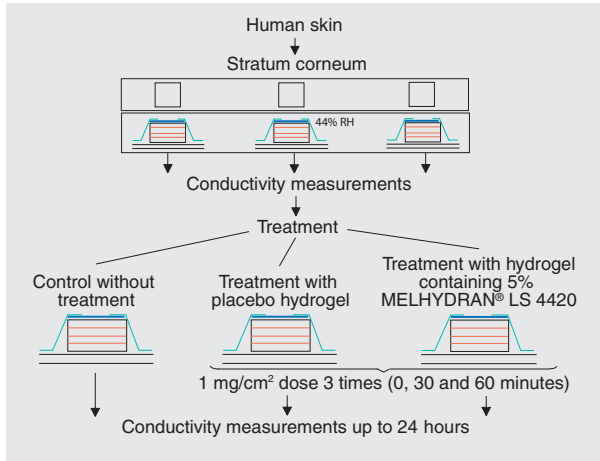 Human skin
Stratum corneum
44% RH
Conductivity measurements
Treatment
Control without
treatment
Treatment with
placebo hydrogel
Treatment with hydrogel
containing 5%
MELHYDRAN® LS 4420
1 mg/cm² dose 3 times (0, 30 and 60 minutes)
Conductivity measurements up to 24 hours